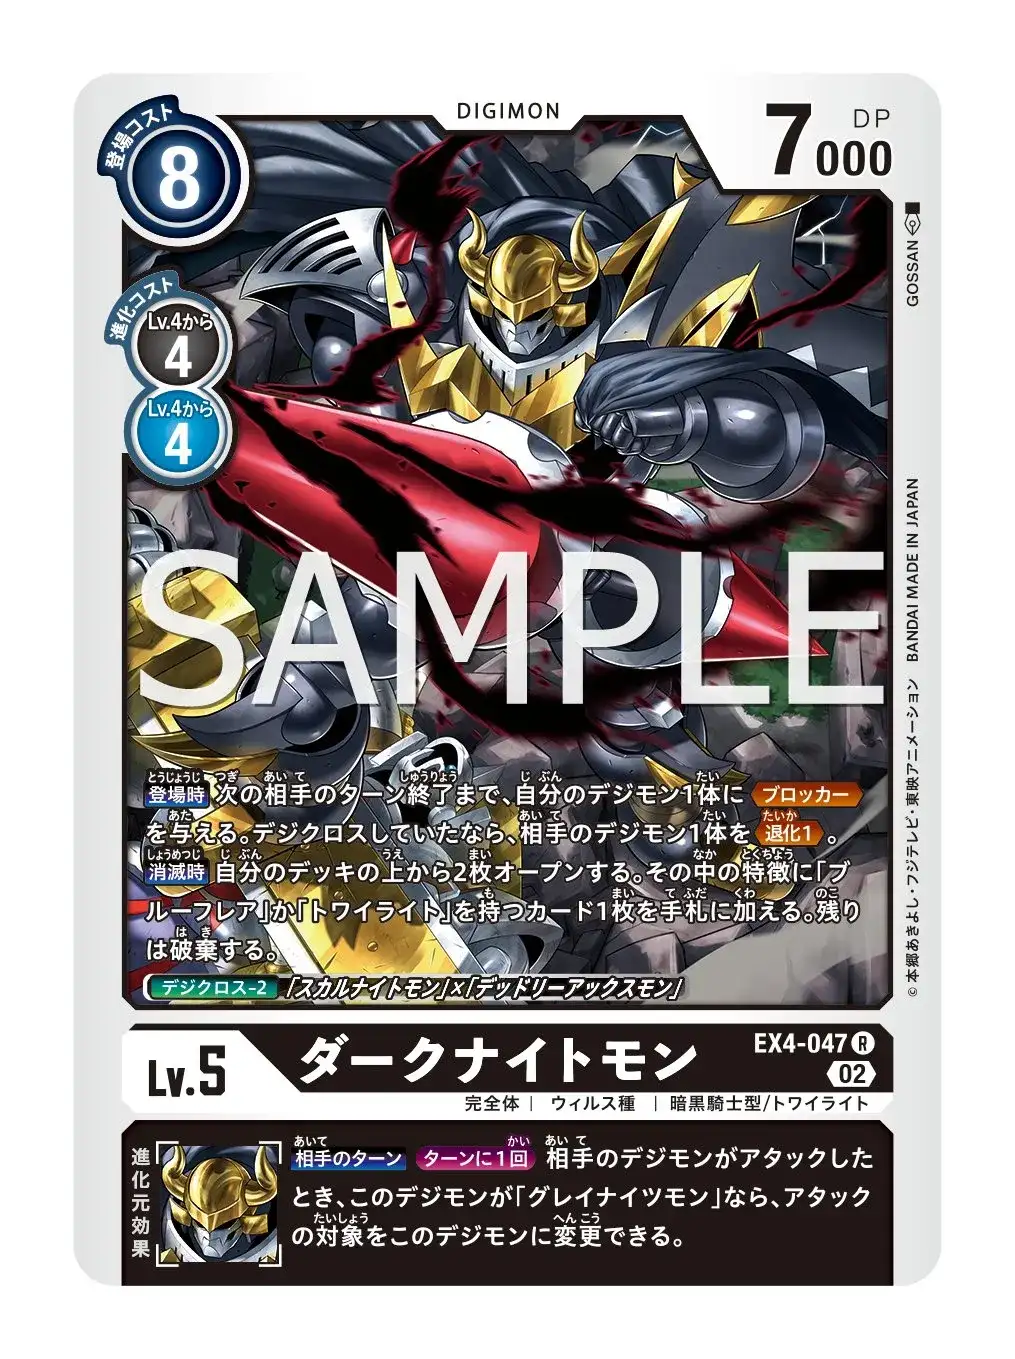 DIGIMON
登場コスト
8
7000 DP
進化コスト
Lv.4から
4
Lv.4から
4
GOSSAN
BANDAI MADE IN JAPAN
©本郷あきよし・フジテレビ・東映アニメーション
SAMPLE
登場時 次の相手のターン終了まで、自分のデジモン1体に ブロッカー
を与える。デジクロスしていたなら、相手のデジモン1体を 退化1 。
消滅時 自分のデッキの上から2枚オープンする。その中の特徴に「ブ
ルーフレア」か「トワイライト」を持つカード1枚を手札に加える。残り
は破棄する。
デジクロス-2 「スカルナイトモン」×「デッドリーアックスモン」
Lv.5
ダークナイトモン
EX4-047 R
02
完全体 | ウィルス種 | 暗黒騎士型/トワイライト
進化元効果
相手のターン ターンに1回 相手のデジモンがアタックした
とき、このデジモンが「グレイナイツモン」なら、アタック
の対象をこのデジモンに変更できる。